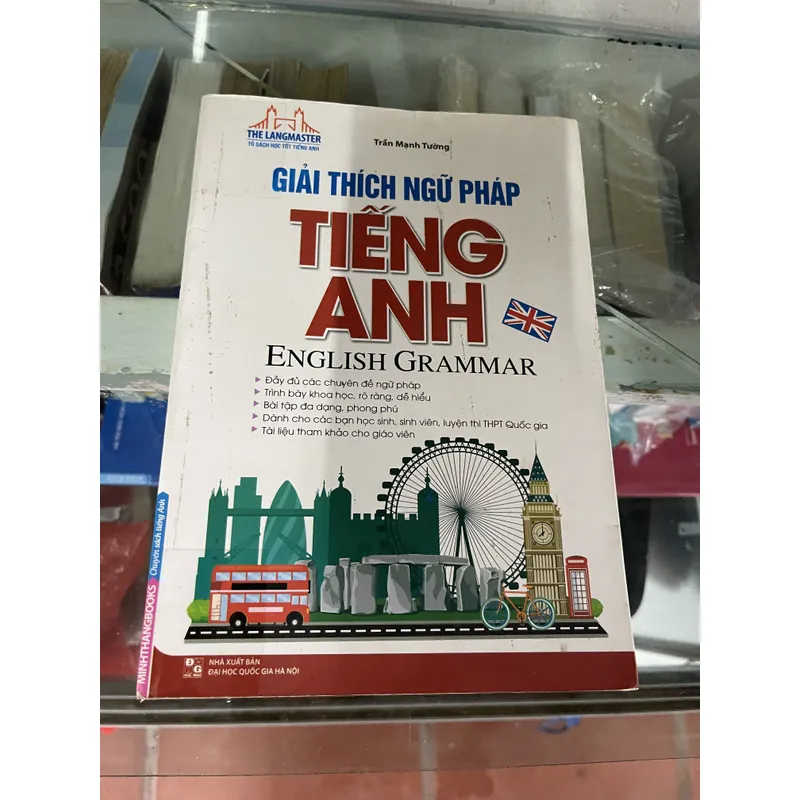 THE LANGMASTER
TỦ SÁCH HỌC TỐT TIẾNG ANH
Trần Mạnh Tường
GIẢI THÍCH NGỮ PHÁP
TIẾNG
ANH
ENGLISH GRAMMAR
Đầy đủ các chuyên đề ngữ pháp
Trình bày khoa học, rõ ràng, dễ hiểu
Bài tập đa dạng, phong phú
Dành cho các bạn học sinh, sinh viên, luyện thi THPT Quốc gia
Tài liệu tham khảo cho giáo viên
MINHTHANGBOOKS Chuyên sách tiếng Anh
NHÀ XUẤT BẢN
ĐẠI HỌC QUỐC GIA HÀ NỘI